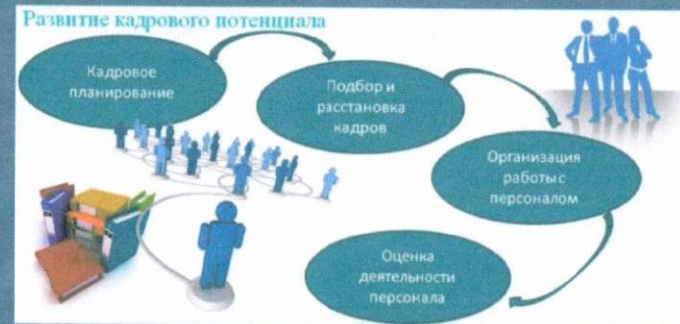 Развитие кадрового потенциала
Кадровое
планирование
Подбор и
расстановка
кадров
Организация
работы с
персоналом
Оценка
деятельности
персонала